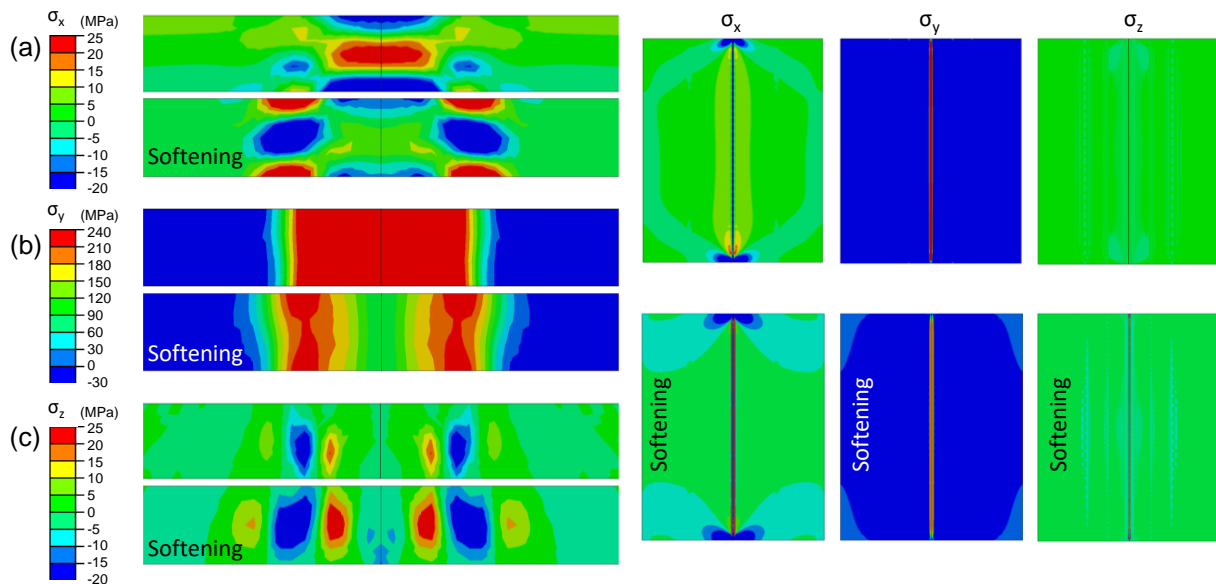 σx (MPa)
(a)
25
20
15
10
5
0
-5
-10
-15
-20
Softening
σy (MPa)
(b)
240
210
180
150
120
90
60
30
0
-30
Softening
σz (MPa)
(c)
25
20
15
10
5
0
-5
-10
-15
-20
Softening
σx σy σz
Softening Softening Softening